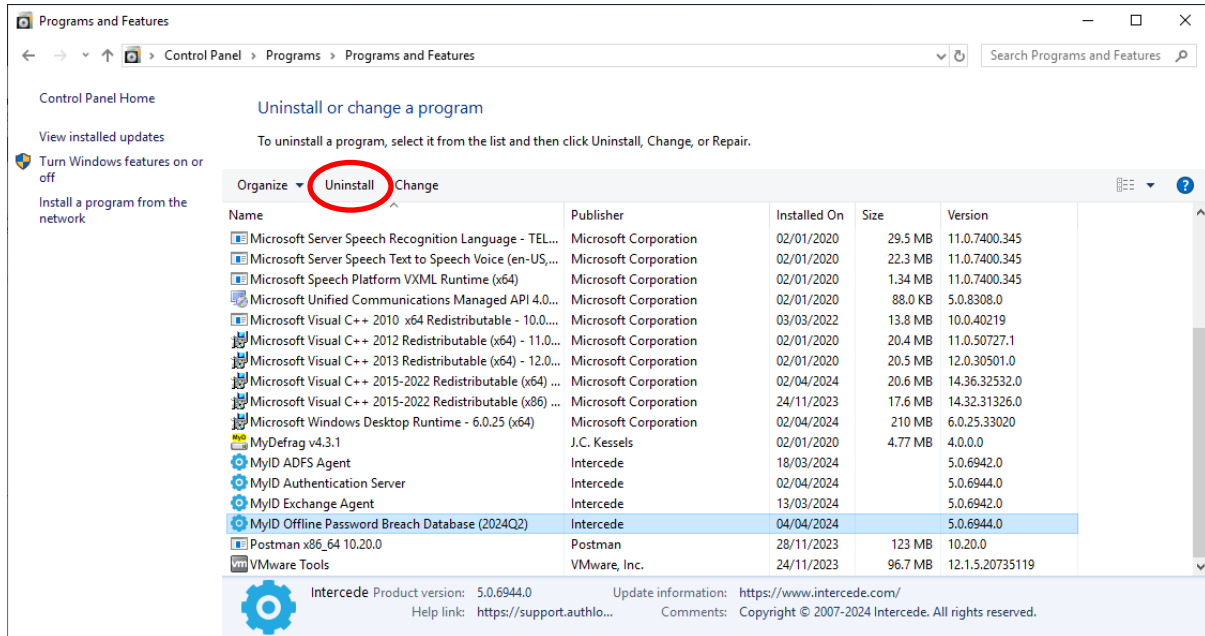 Programs and Features
Control Panel > Programs > Programs and Features
Search Programs and Features
Control Panel Home
View installed updates
Turn Windows features on or
off
Install a program from the
network
Uninstall or change a program
To uninstall a program, select it from the list and then click Uninstall, Change, or Repair.
Organize Uninstall Change
Name Publisher Installed On Size Version
Microsoft Server Speech Recognition Language - TEL... Microsoft Corporation 02/01/2020 29.5 MB 11.0.7400.345
Microsoft Server Speech Text to Speech Voice (en-US,... Microsoft Corporation 02/01/2020 22.3 MB 11.0.7400.345
Microsoft Speech Platform VXML Runtime (x64) Microsoft Corporation 02/01/2020 1.34 MB 11.0.7400.345
Microsoft Unified Communications Managed API 4.0... Microsoft Corporation 02/01/2020 88.0 KB 5.0.8308.0
Microsoft Visual C++ 2010 x64 Redistributable - 10.0.... Microsoft Corporation 03/03/2022 13.8 MB 10.0.40219
Microsoft Visual C++ 2012 Redistributable (x64) - 11.0... Microsoft Corporation 02/01/2020 20.4 MB 11.0.50727.1
Microsoft Visual C++ 2013 Redistributable (x64) - 12.0... Microsoft Corporation 02/01/2020 20.5 MB 12.0.30501.0
Microsoft Visual C++ 2015-2022 Redistributable (x64) ... Microsoft Corporation 02/04/2024 20.6 MB 14.36.32532.0
Microsoft Visual C++ 2015-2022 Redistributable (x86) ... Microsoft Corporation 24/11/2023 17.6 MB 14.32.31326.0
Microsoft Windows Desktop Runtime - 6.0.25 (x64) Microsoft Corporation 02/04/2024 210 MB 6.0.25.33020
MyD MyDefrag v4.3.1 J.C. Kessels 02/01/2020 4.77 MB 4.0.0.0
MyID ADFS Agent Intercede 18/03/2024 5.0.6942.0
MyID Authentication Server Intercede 02/04/2024 5.0.6944.0
MyID Exchange Agent Intercede 13/03/2024 5.0.6942.0
MyID Offline Password Breach Database (2024Q2) Intercede 04/04/2024 5.0.6944.0
Postman x86_64 10.20.0 Postman 28/11/2023 123 MB 10.20.0
vm VMware Tools VMware, Inc. 24/11/2023 96.7 MB 12.1.5.20735119
Intercede Product version: 5.0.6944.0 Update information: https://www.intercede.com/
Help link: https://support.authlo... Comments: Copyright © 2007-2024 Intercede. All rights reserved.